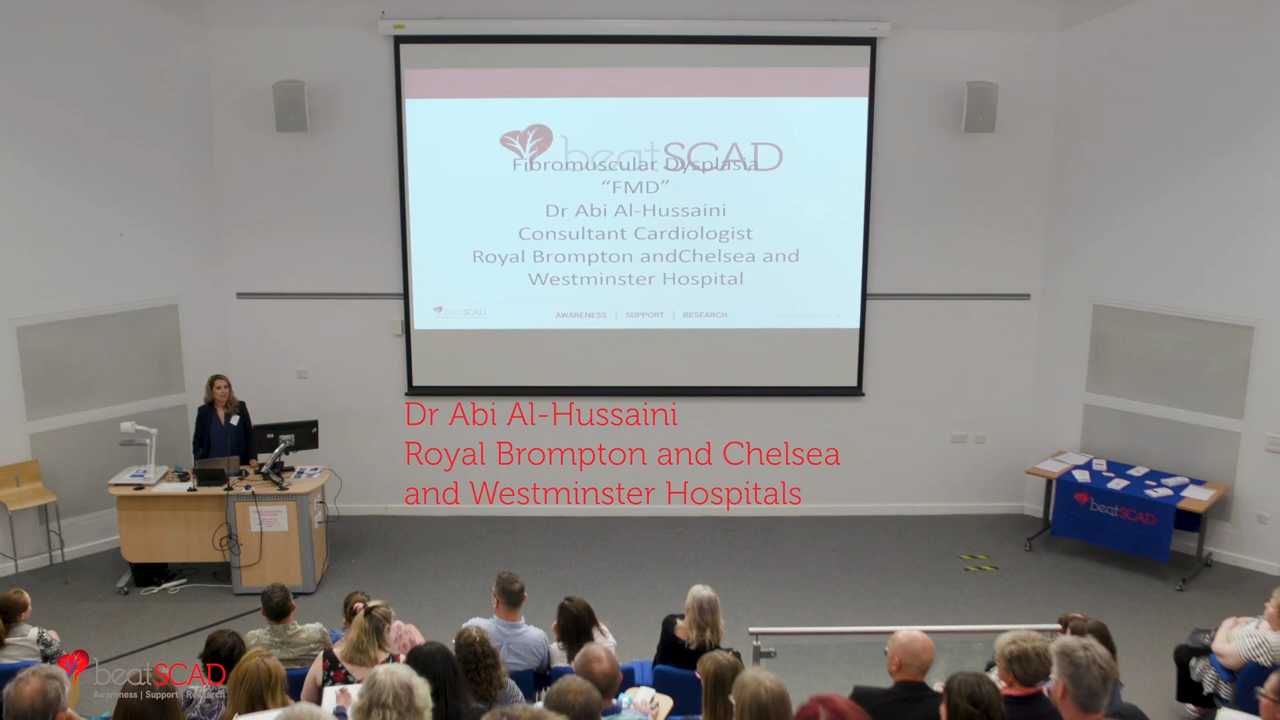 beatSCAD
Fibromuscular Dysplasia
“FMD”
Dr Abi Al-Hussaini
Consultant Cardiologist
Royal Brompton andChelsea and
Westminster Hospital
beatSCAD
AWARENESS | SUPPORT | RESEARCH
Dr Abi Al-Hussaini
Royal Brompton and Chelsea
and Westminster Hospitals
beatSCAD
beatSCAD
Awareness | Support | Research